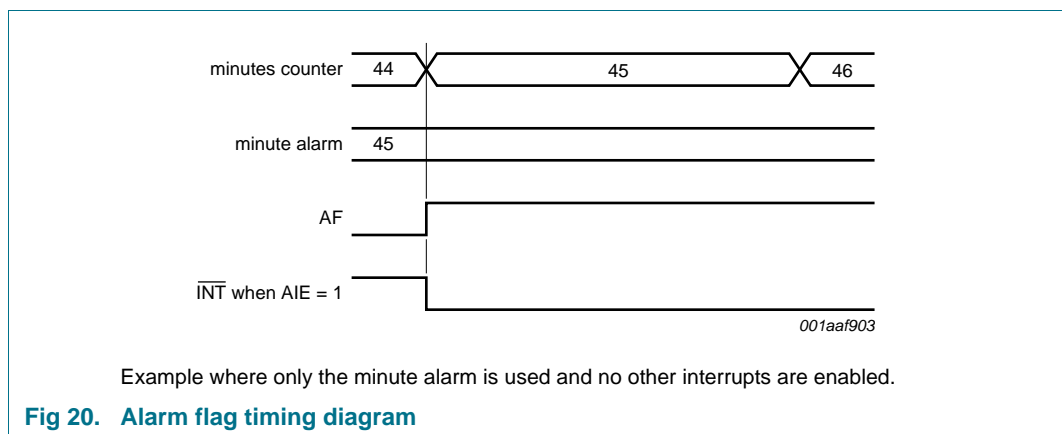 minutes counter 44 45 46
minute alarm 45
AF
INT when AIE = 1
001aaf903
Example where only the minute alarm is used and no other interrupts are enabled.
Fig 20. Alarm flag timing diagram